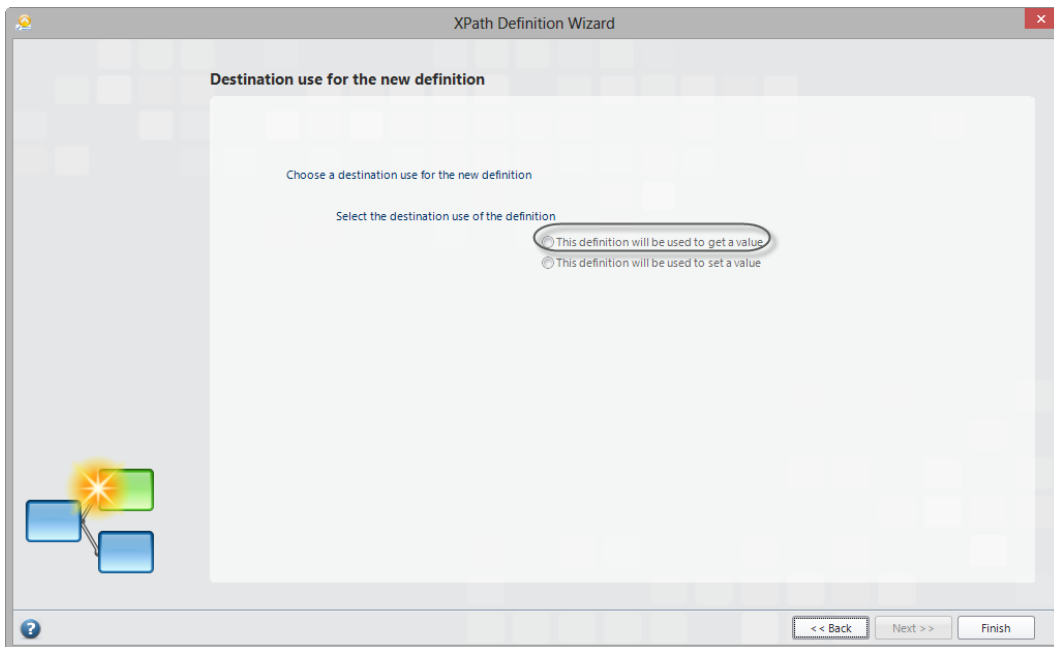 XPath Definition Wizard
Destination use for the new definition
Choose a destination use for the new definition
Select the destination use of the definition
This definition will be used to get a value
This definition will be used to set a value
?
<< Back Next >> Finish